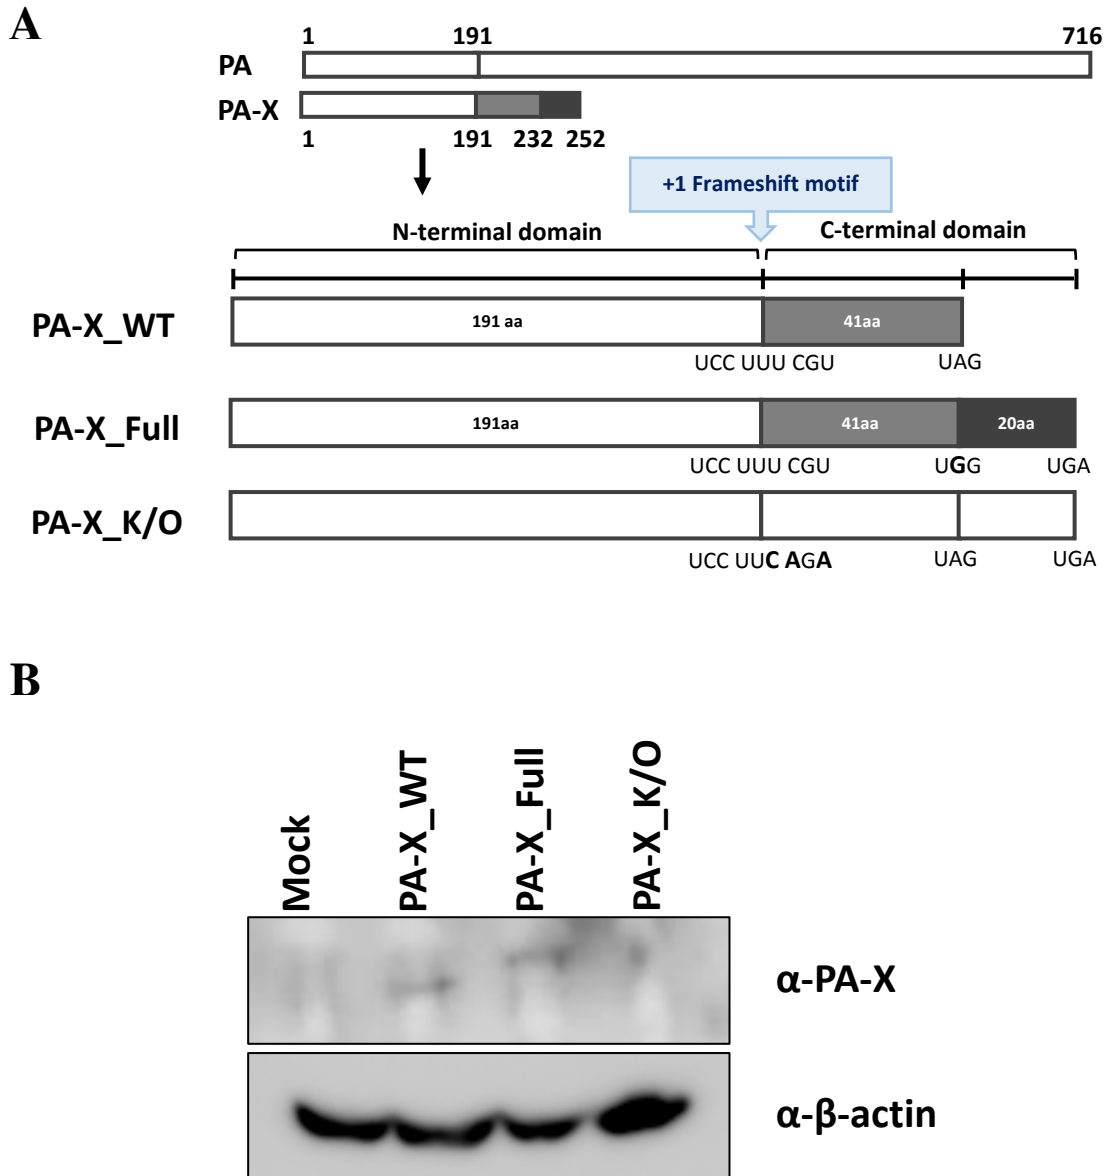 A
1 191 716
PA
PA-X
1 191 232 252
+1 Frameshift motif
N-terminal domain C-terminal domain
PA-X_WT 191 aa 41aa
UCC UUU CGU UAG
PA-X_Full 191aa 41aa 20aa
UCC UUU CGU UGG UGA
PA-X_K/O
UCC UUC AGA UAG UGA
B
Mock PA-X_WT PA-X_Full PA-X_K/O
α-PA-X
α-β-actin